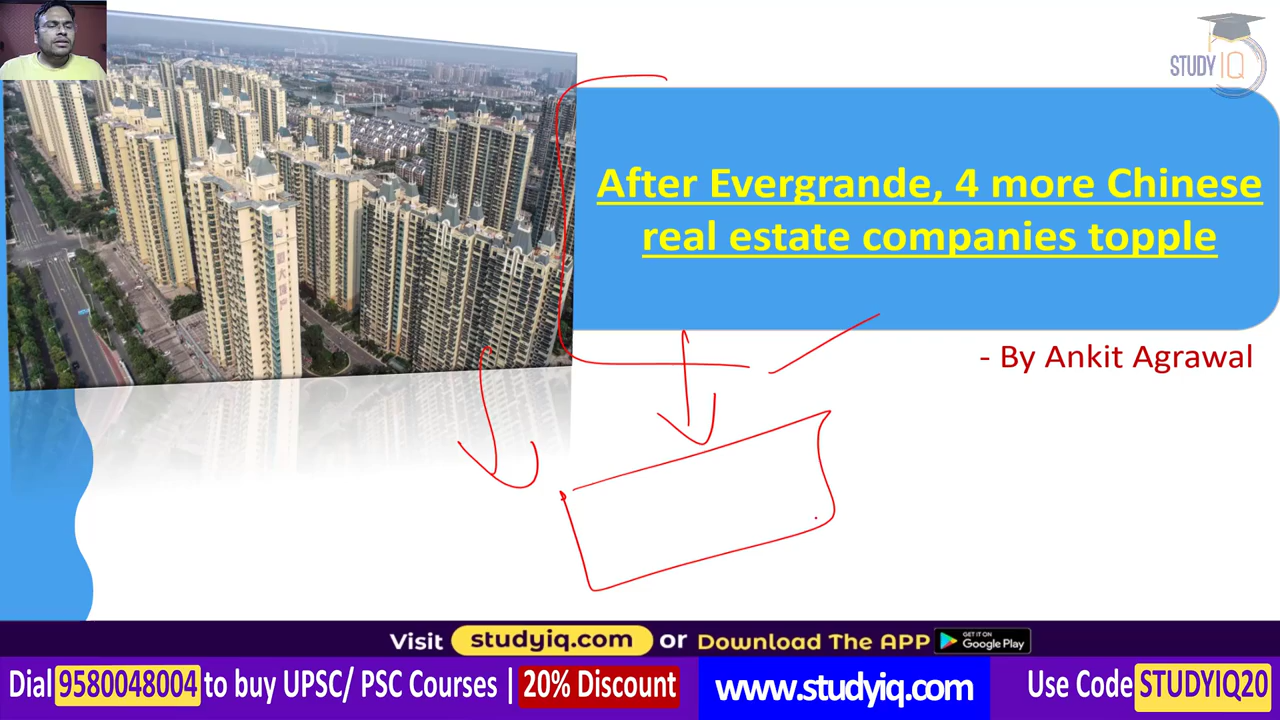 STUDY IQ
After Evergrande, 4 more Chinese
real estate companies topple
- By Ankit Agrawal
Visit studyiq.com or Download The APP GET IT ON Google Play
Dial 9580048004 to buy UPSC/ PSC Courses | 20% Discount www.studyiq.com Use Code STUDYIQ20